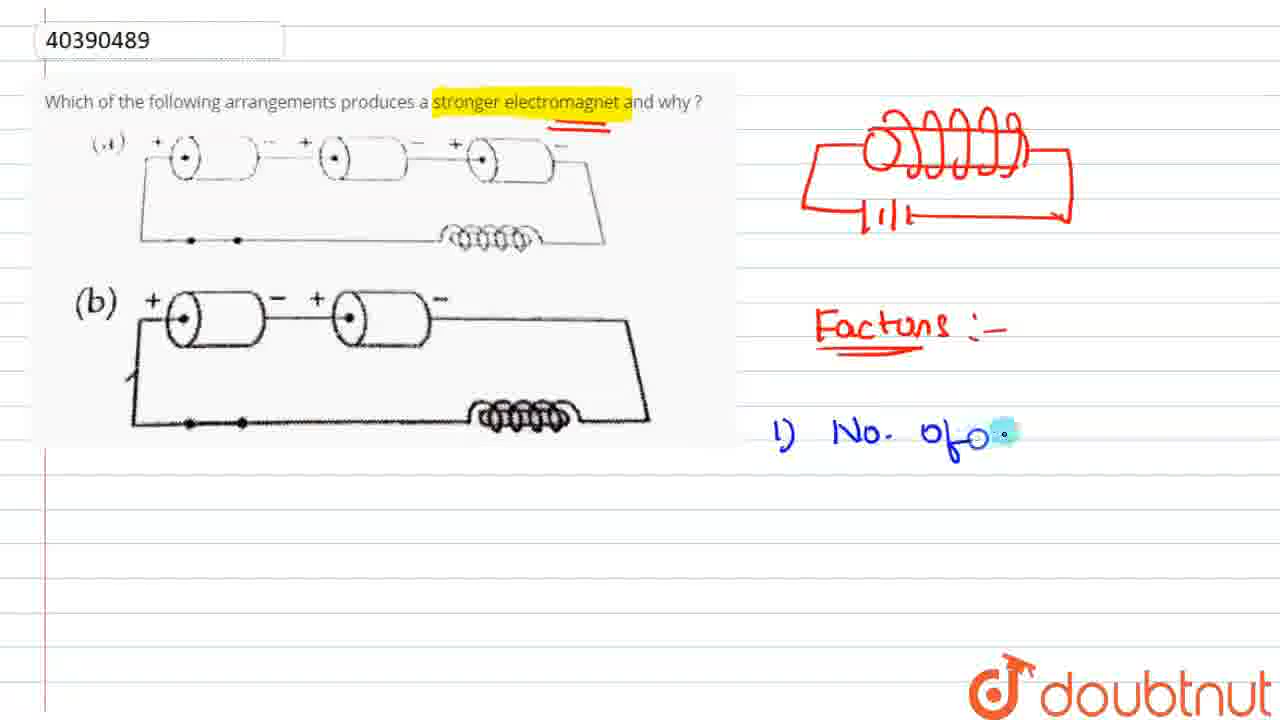 40390489
Which of the following arrangements produces a stronger electromagnet and why ?
+ - + - + -
(b) + - + -
Factors :-
1) No. of
doubtnut